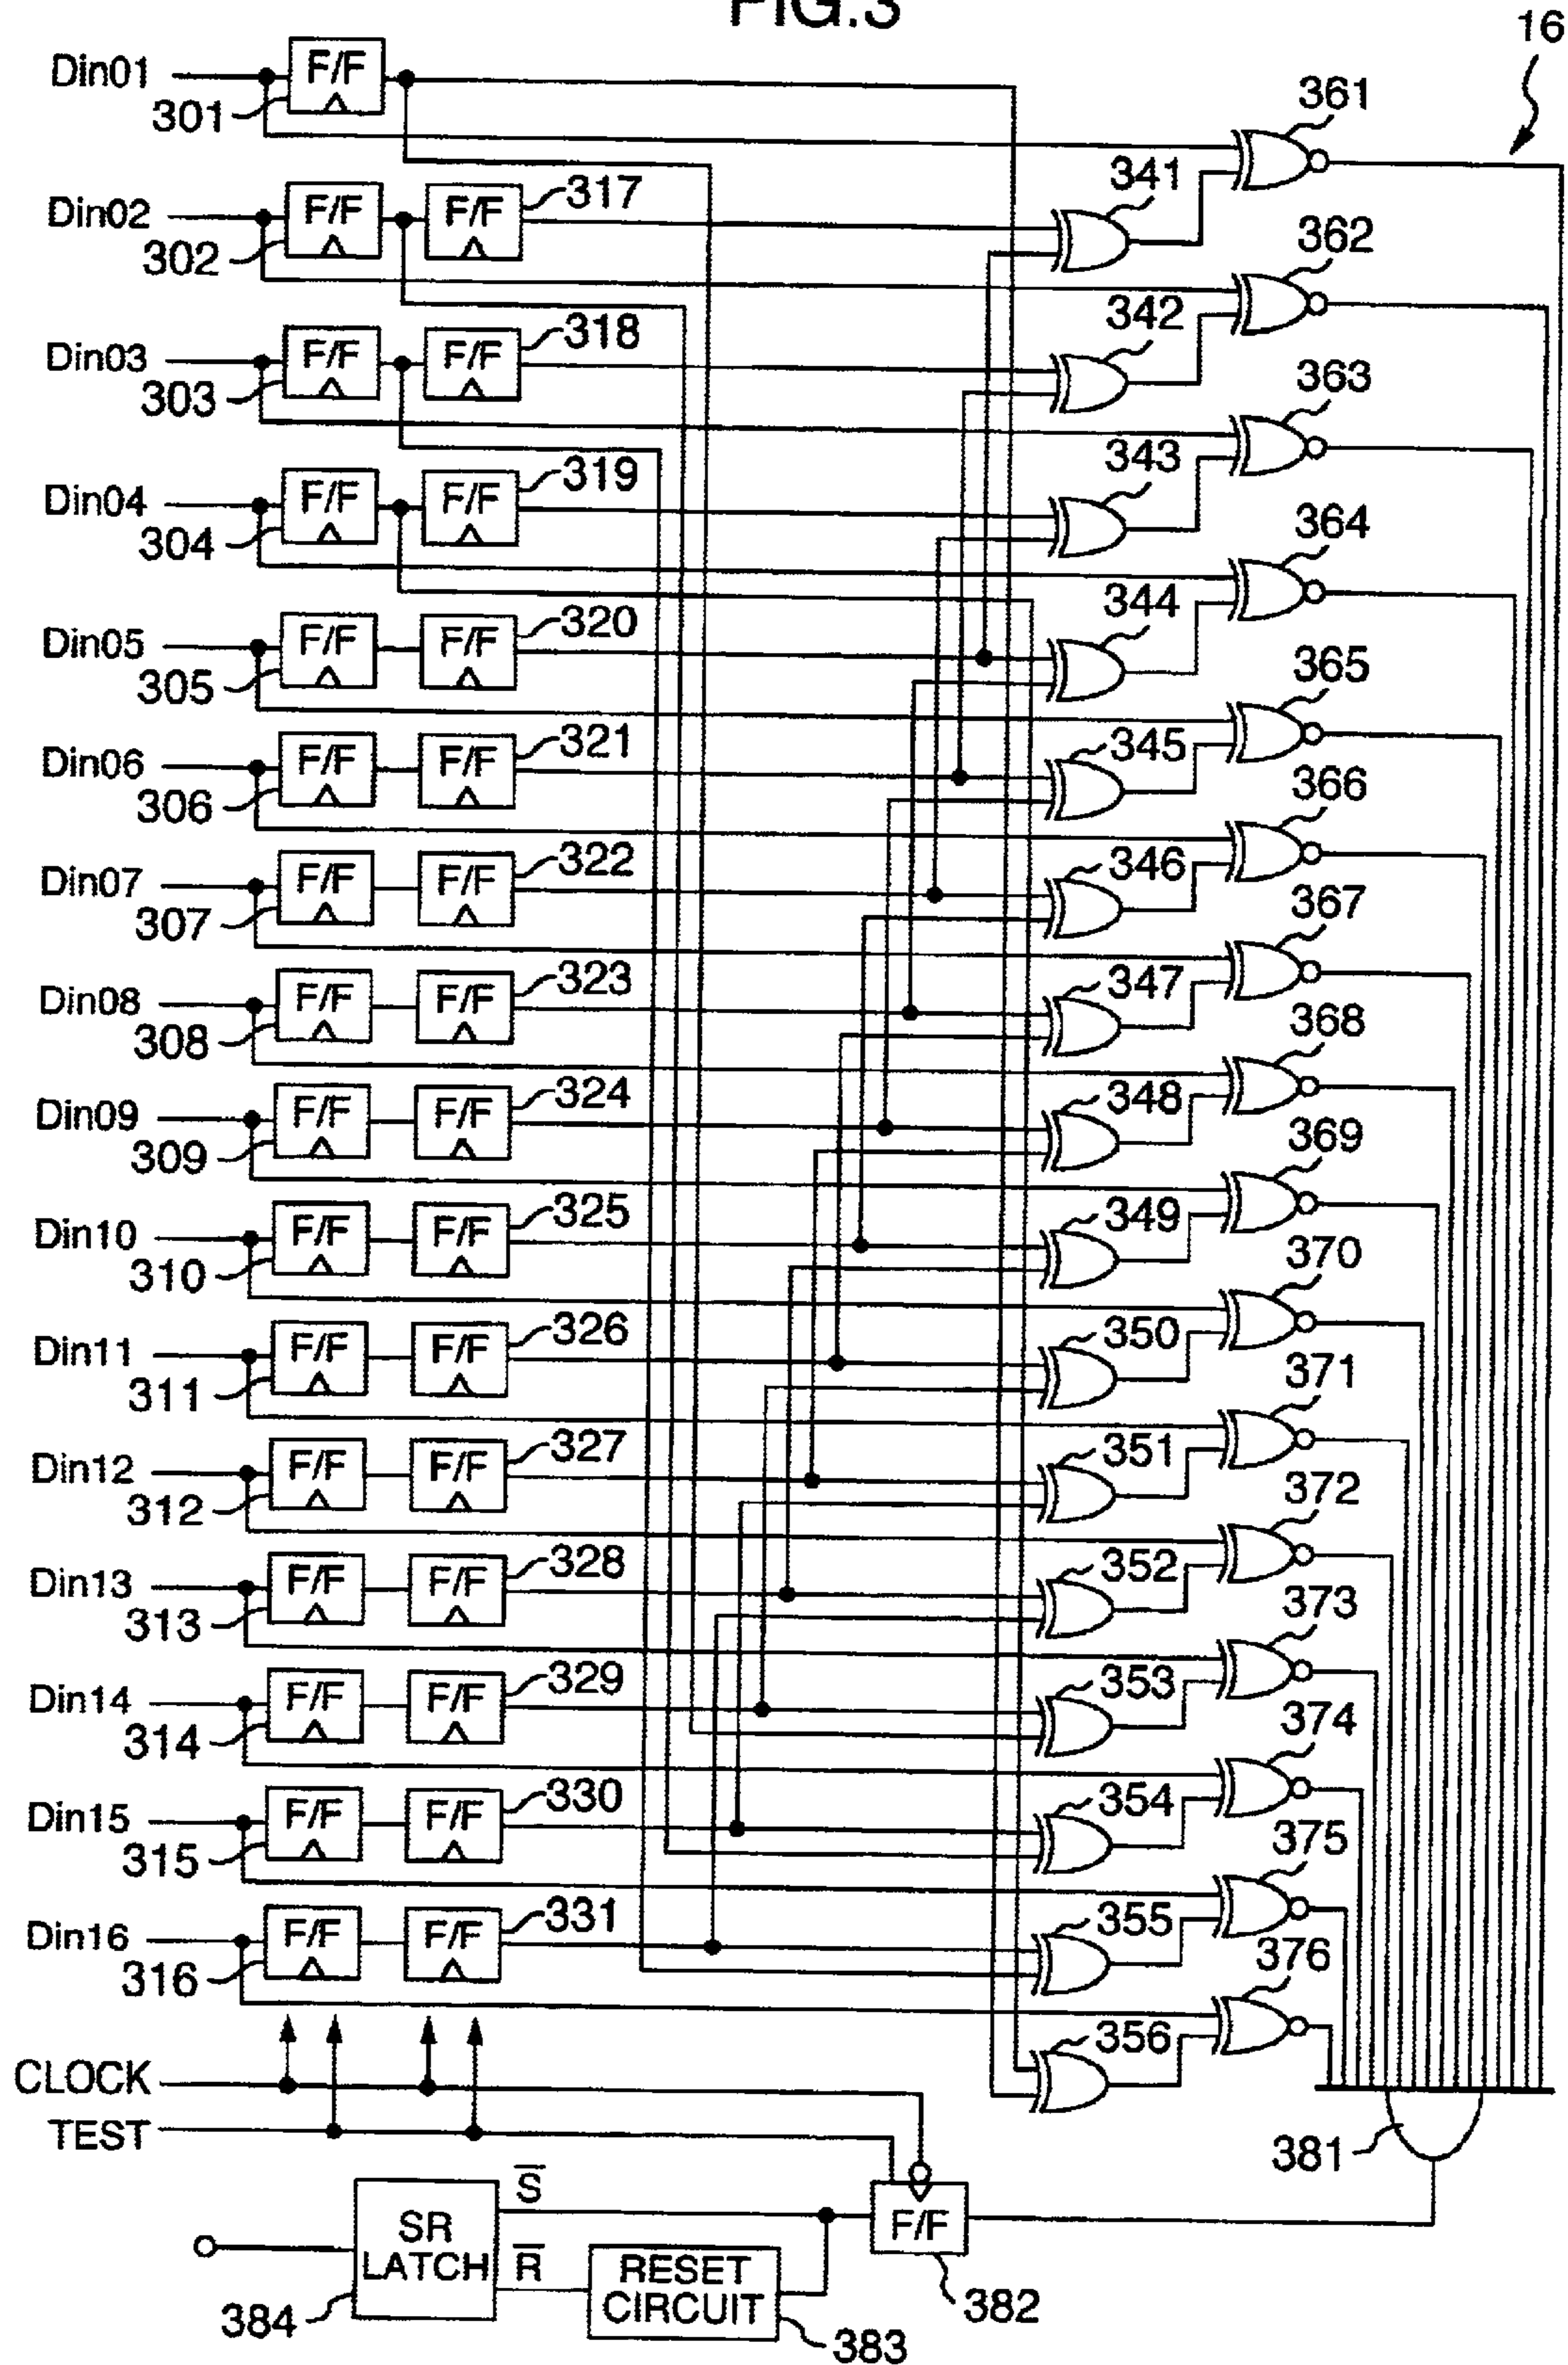 FIG.3
16
Din01
F/F
301
361
341
Din02
F/F
F/F
317
302
362
342
Din03
F/F
F/F
318
303
363
343
Din04
F/F
F/F
319
304
364
344
Din05
F/F
F/F
320
305
365
345
Din06
F/F
F/F
321
306
366
346
Din07
F/F
F/F
322
307
367
347
Din08
F/F
F/F
323
308
368
348
Din09
F/F
F/F
324
309
369
349
Din10
F/F
F/F
325
310
370
350
Din11
F/F
F/F
326
311
371
351
Din12
F/F
F/F
327
312
372
352
Din13
F/F
F/F
328
313
373
353
Din14
F/F
F/F
329
314
374
354
Din15
F/F
F/F
330
315
375
355
Din16
F/F
F/F
331
316
376
356
CLOCK
TEST
381
SR
LATCH
S̅
R̅
F/F
RESET
CIRCUIT
382
384
383